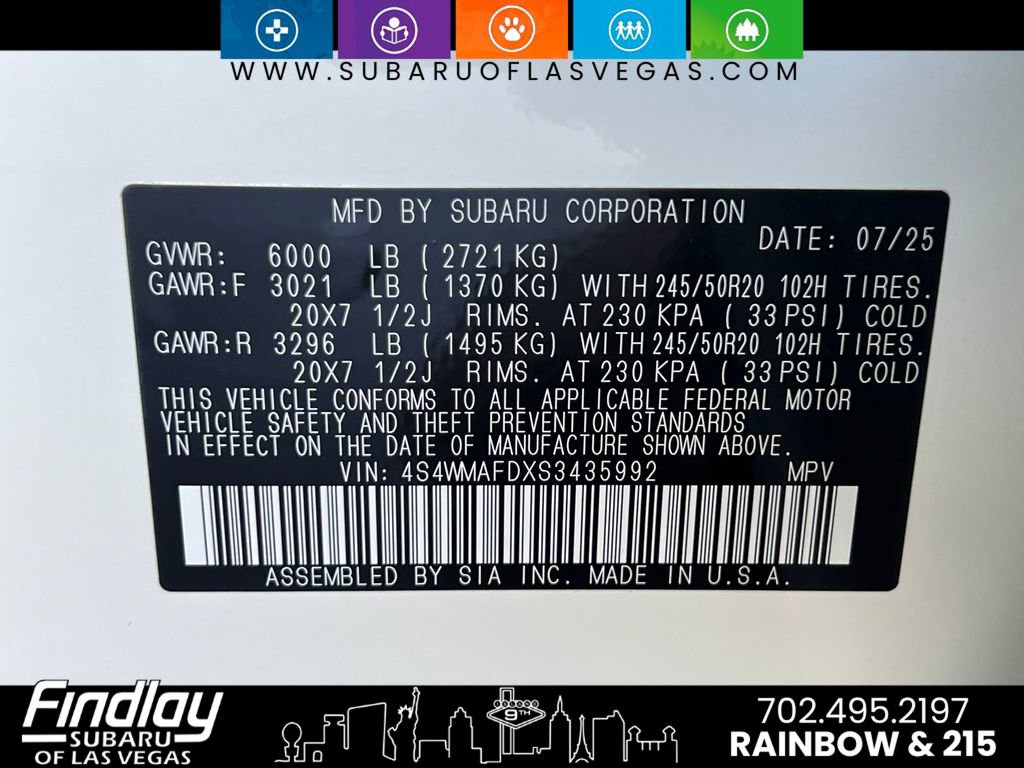 WWW.SUBARUOFLASVEGAS.COM
MFD BY SUBARU CORPORATION
DATE: 07/25
GVWR: 6000 LB ( 2721 KG)
GAWR:F 3021 LB ( 1370 KG) WITH 245/50R20 102H TIRES.
20X7 1/2J RIMS. AT 230 KPA ( 33 PSI) COLD
GAWR:R 3296 LB ( 1495 KG) WITH 245/50R20 102H TIRES.
20X7 1/2J RIMS. AT 230 KPA ( 33 PSI) COLD
THIS VEHICLE CONFORMS TO ALL APPLICABLE FEDERAL MOTOR
VEHICLE SAFETY AND THEFT PREVENTION STANDARDS
IN EFFECT ON THE DATE OF MANUFACTURE SHOWN ABOVE.
VIN: 4S4WMAFDXS3435992 MPV
ASSEMBLED BY SIA INC. MADE IN U.S.A.
Findlay
SUBARU
OF LAS VEGAS
9TH
702.495.2197
RAINBOW & 215